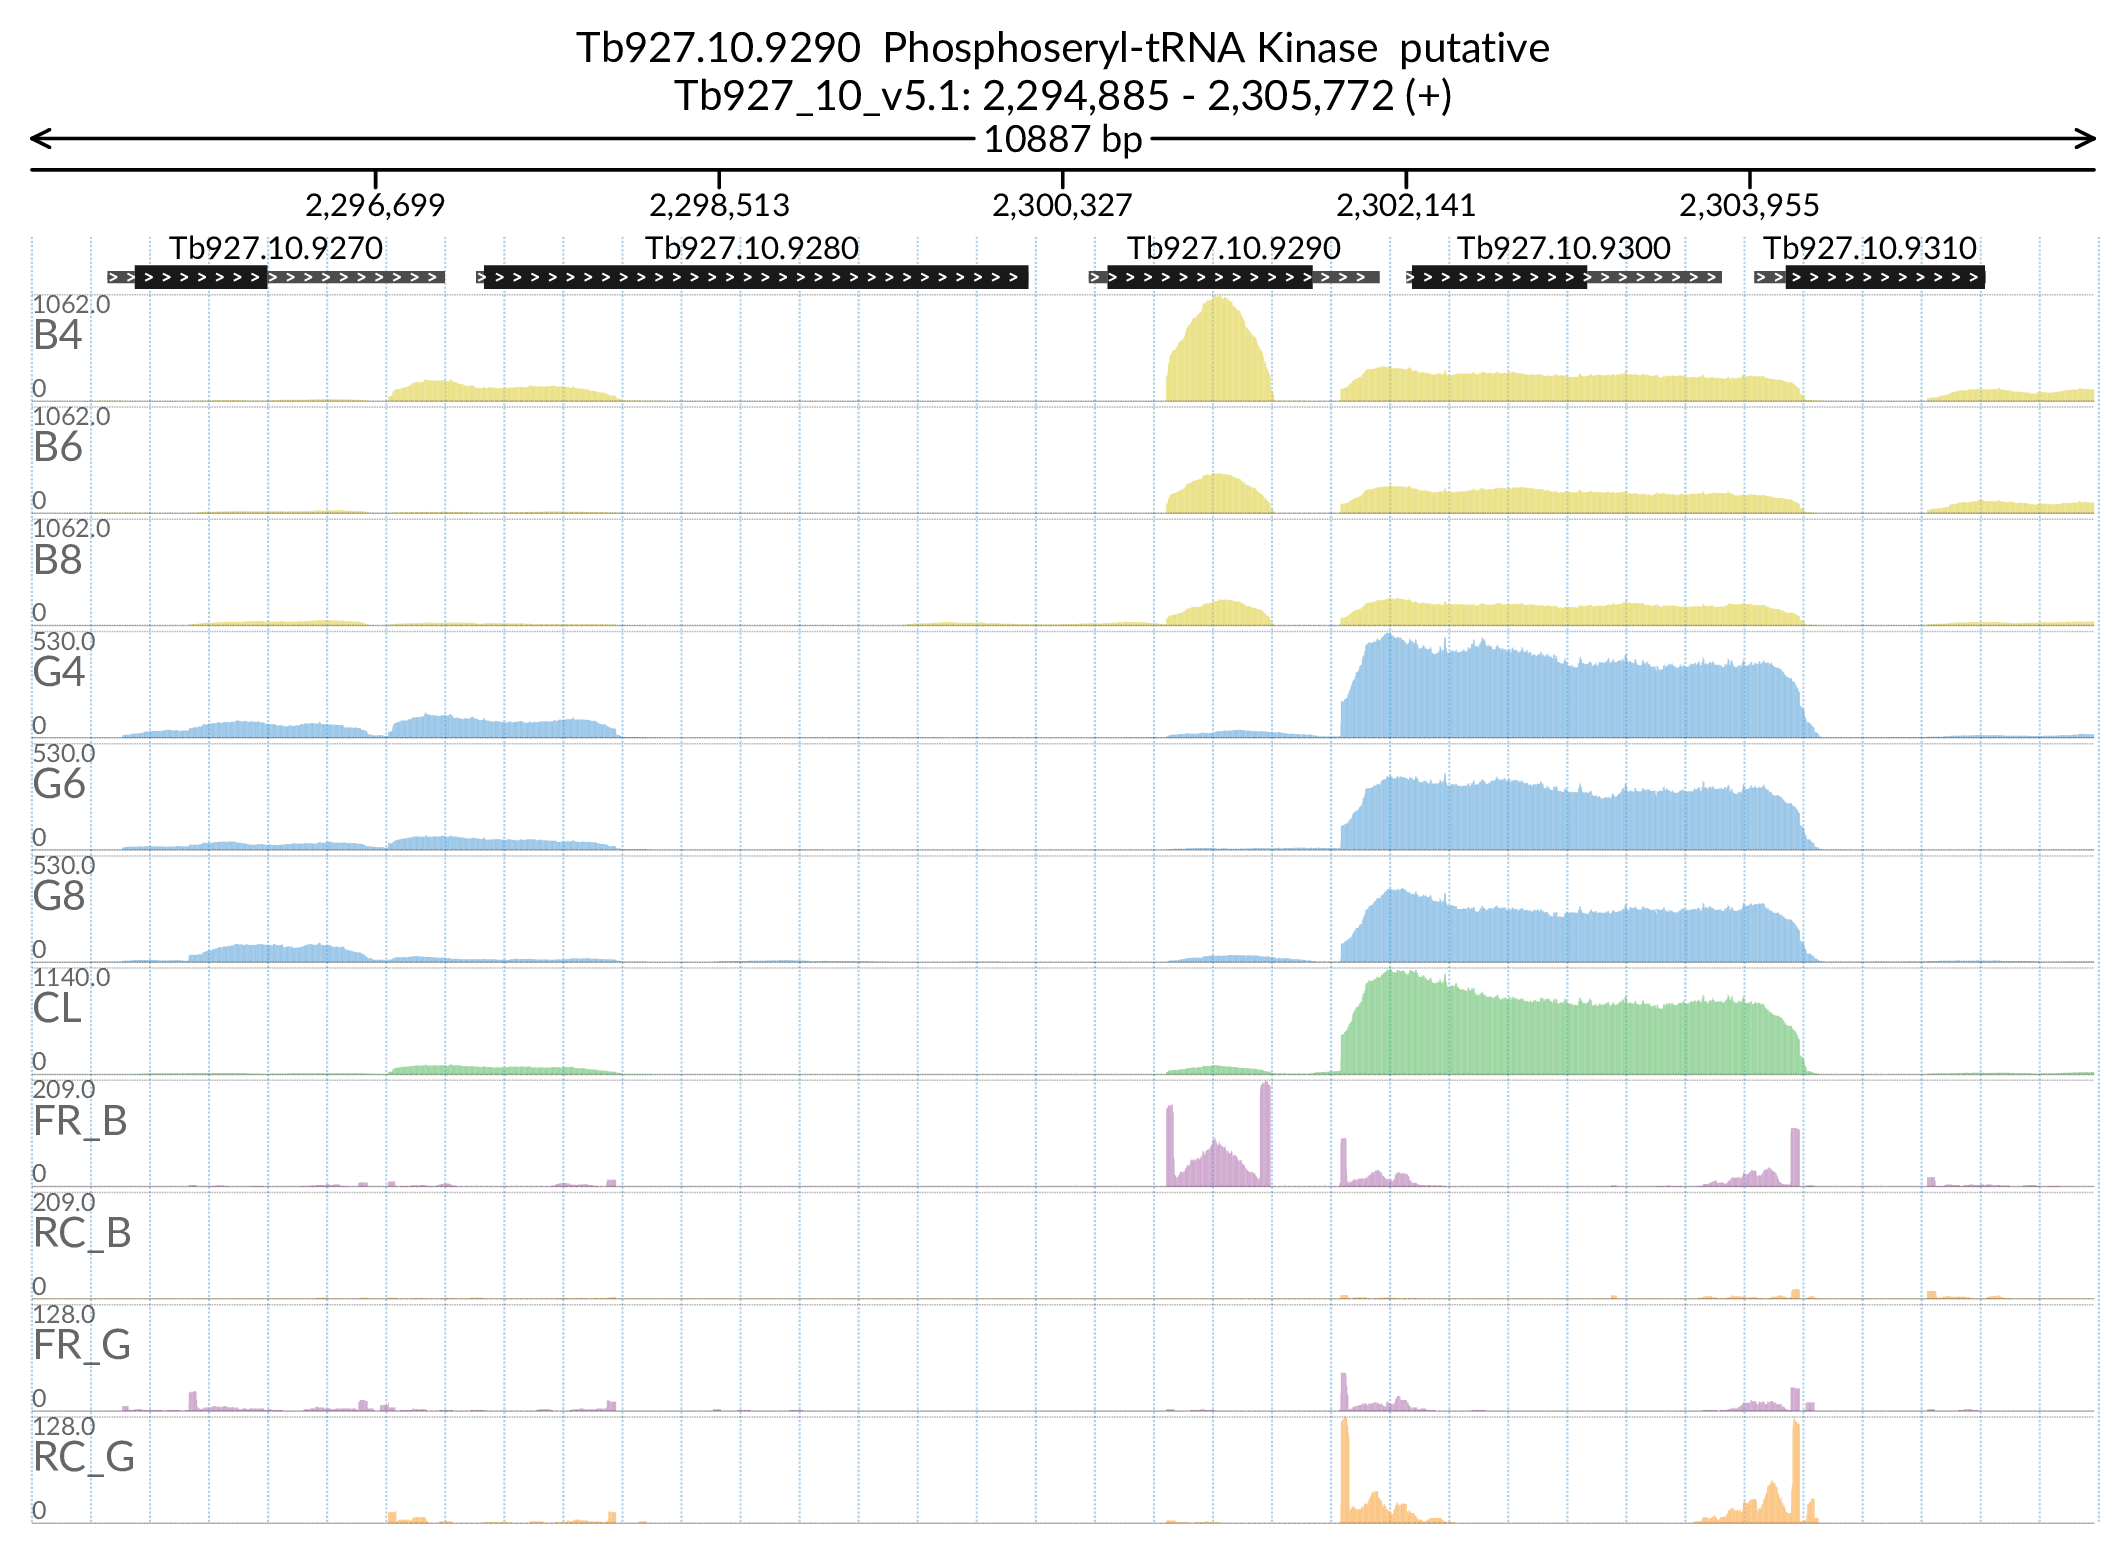 Tb927.10.9290  Phosphoseryl-tRNA Kinase  putative
Tb927_10_v5.1: 2,294,885 - 2,305,772 (+)
10887 bp
2,296,699 2,298,513 2,300,327 2,302,141 2,303,955
Tb927.10.9270 Tb927.10.9280 Tb927.10.9290 Tb927.10.9300 Tb927.10.9310
1062.0
B4
0
1062.0
B6
0
1062.0
B8
0
530.0
G4
0
530.0
G6
0
530.0
G8
0
1140.0
CL
0
209.0
FR_B
0
209.0
RC_B
0
128.0
FR_G
0
128.0
RC_G
0